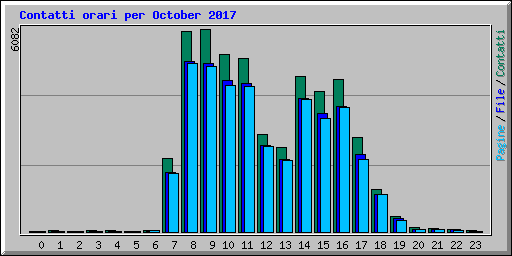 Contatti orari per October 2017
6082
Pagine / File / Contatti
0 1 2 3 4 5 6 7 8 9 10 11 12 13 14 15 16 17 18 19 20 21 22 23